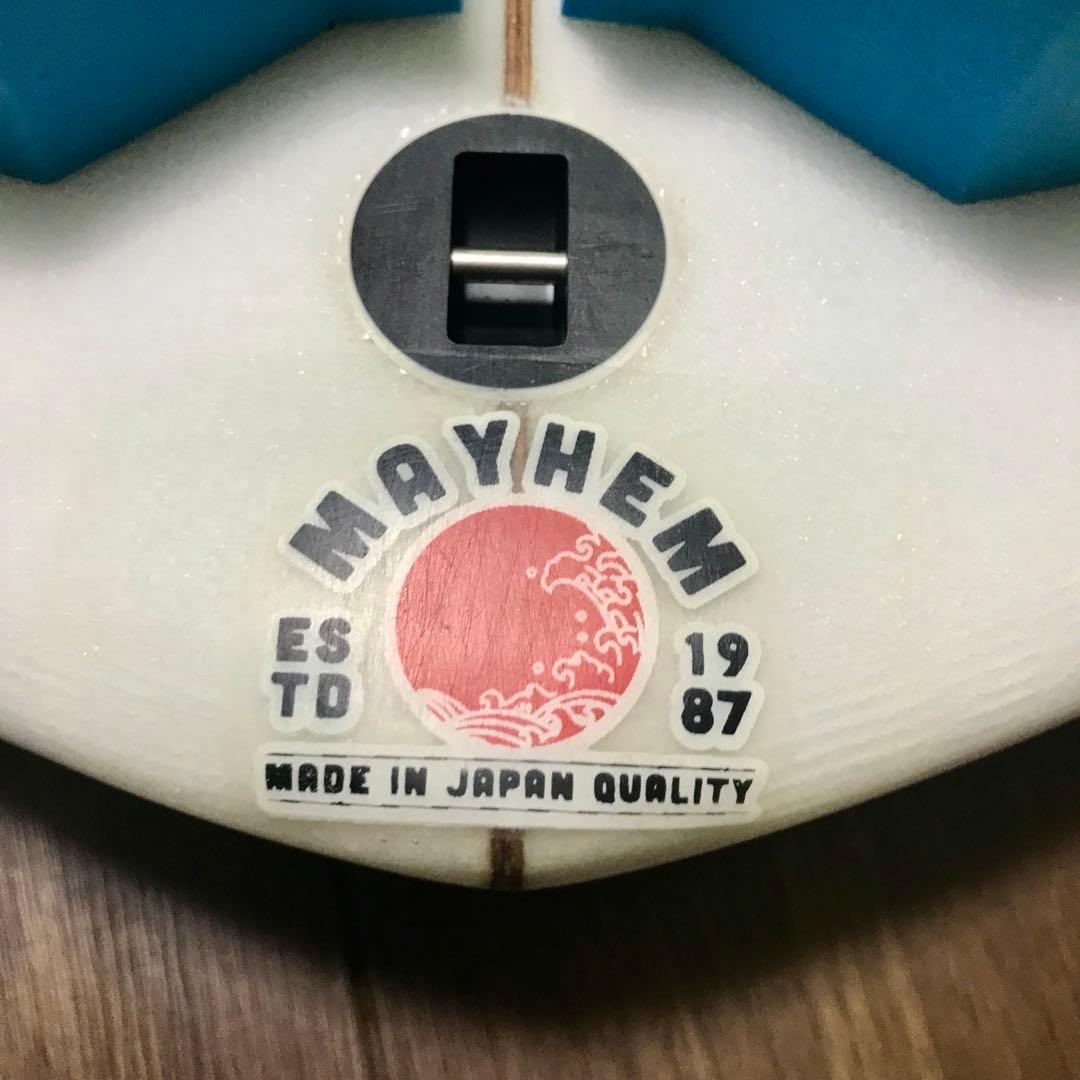 MAYHEM
ES
TD
19
87
MADE IN JAPAN QUALITY